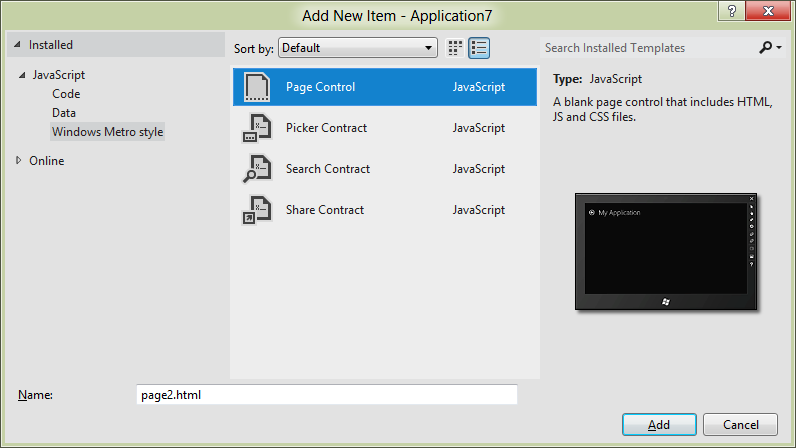 Add New Item - Application7
?
Installed
Sort by: Default
Search Installed Templates
JavaScript
Code
Data
Windows Metro style
Online
Page Control JavaScript
Picker Contract JavaScript
Search Contract JavaScript
Share Contract JavaScript
Type: JavaScript
A blank page control that includes HTML,
JS and CSS files.
My Application
Name: page2.html
Add Cancel